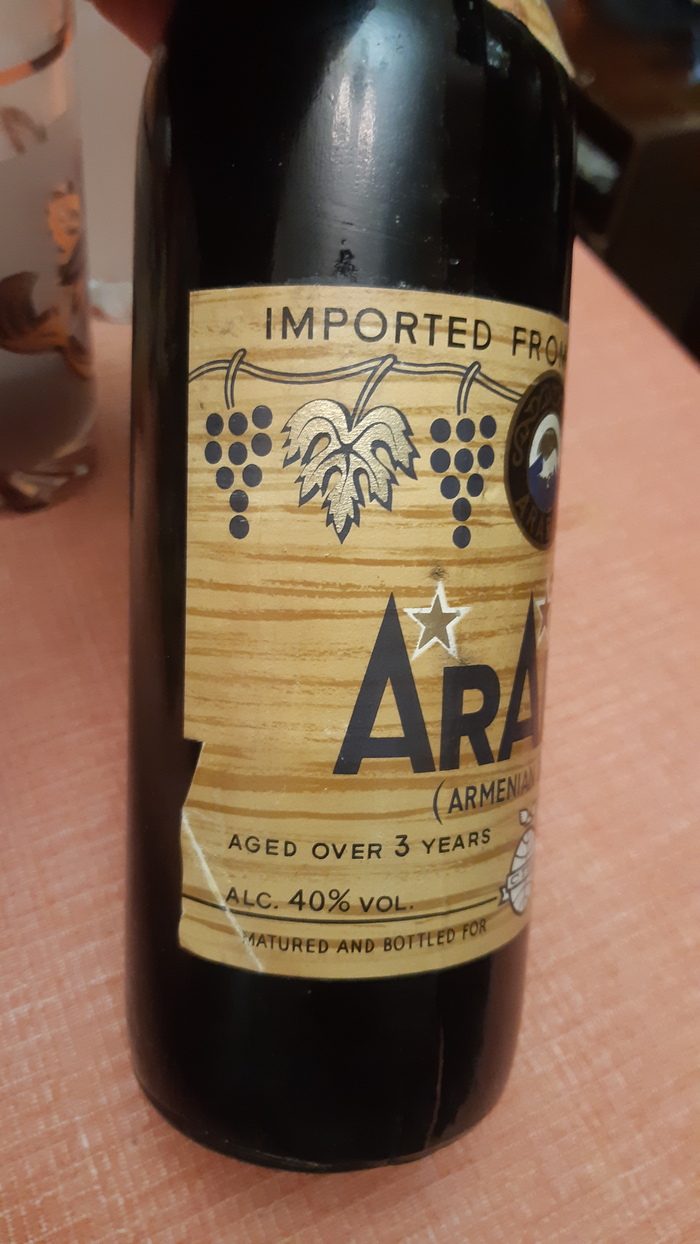 IMPORTED FROM
ARA
(ARMENIAN
AGED OVER 3 YEARS
ALC. 40% VOL.
MATURED AND BOTTLED FOR